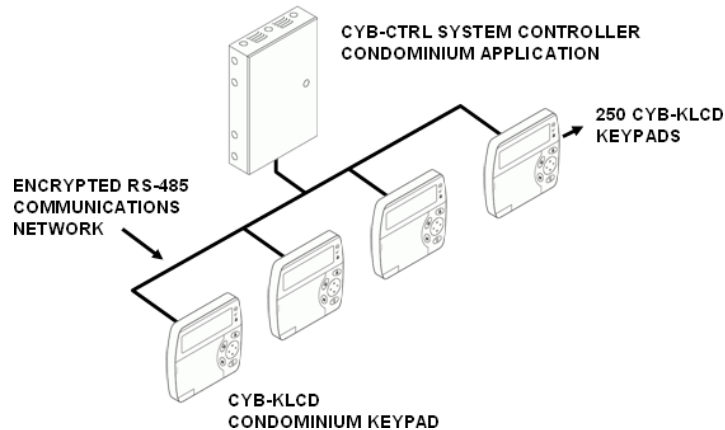 CYB-CTRL SYSTEM CONTROLLER
CONDOMINIUM APPLICATION
250 CYB-KLCD
KEYPADS
ENCRYPTED RS-485
COMMUNICATIONS
NETWORK
CYB-KLCD
CONDOMINIUM KEYPAD